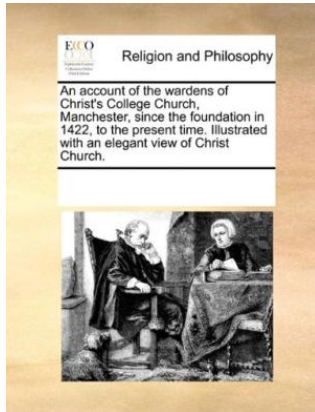 ECCO
Religion and Philosophy
An account of the wardens of
Christ's College Church,
Manchester, since the foundation in
1422, to the present time. Illustrated
with an elegant view of Christ
Church.